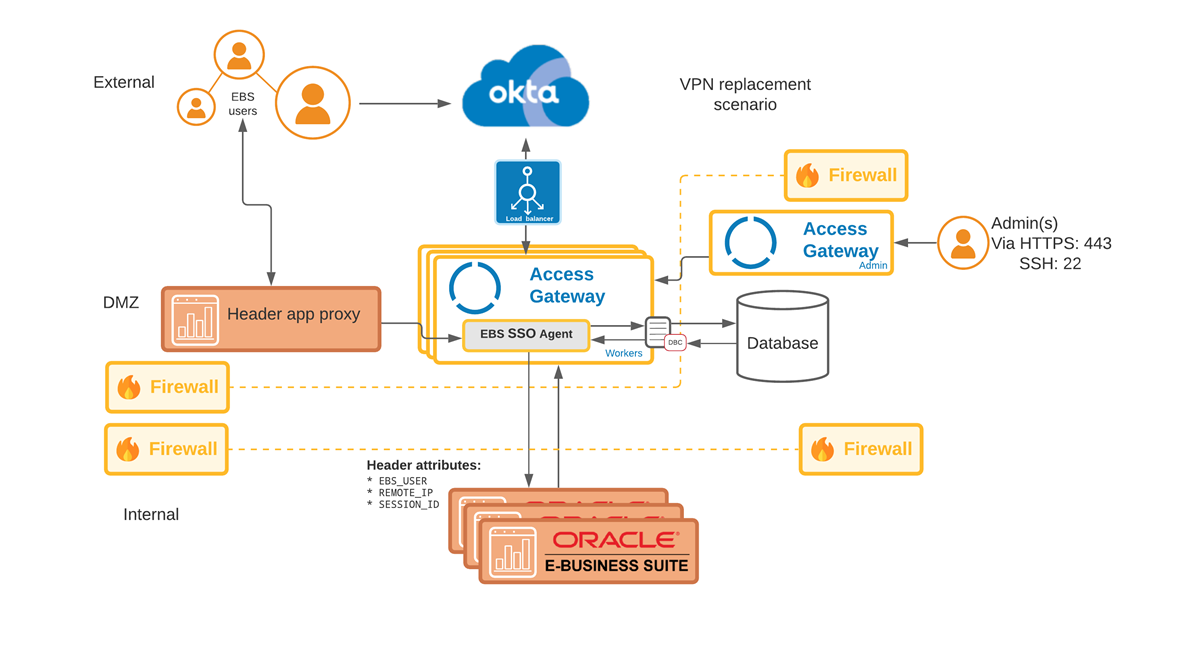 External
EBS
users
okta
VPN replacement
scenario
Firewall
Load balancer
Access
Gateway
Admin
Admin(s)
Via HTTPS: 443
SSH: 22
Access
Gateway
DMZ
Header app proxy
EBS SSO Agent
Workers
DBC
Database
Firewall
Firewall
Firewall
Header attributes:
* EBS_USER
* REMOTE_IP
* SESSION_ID
Internal
ORACLE
E-BUSINESS SUITE